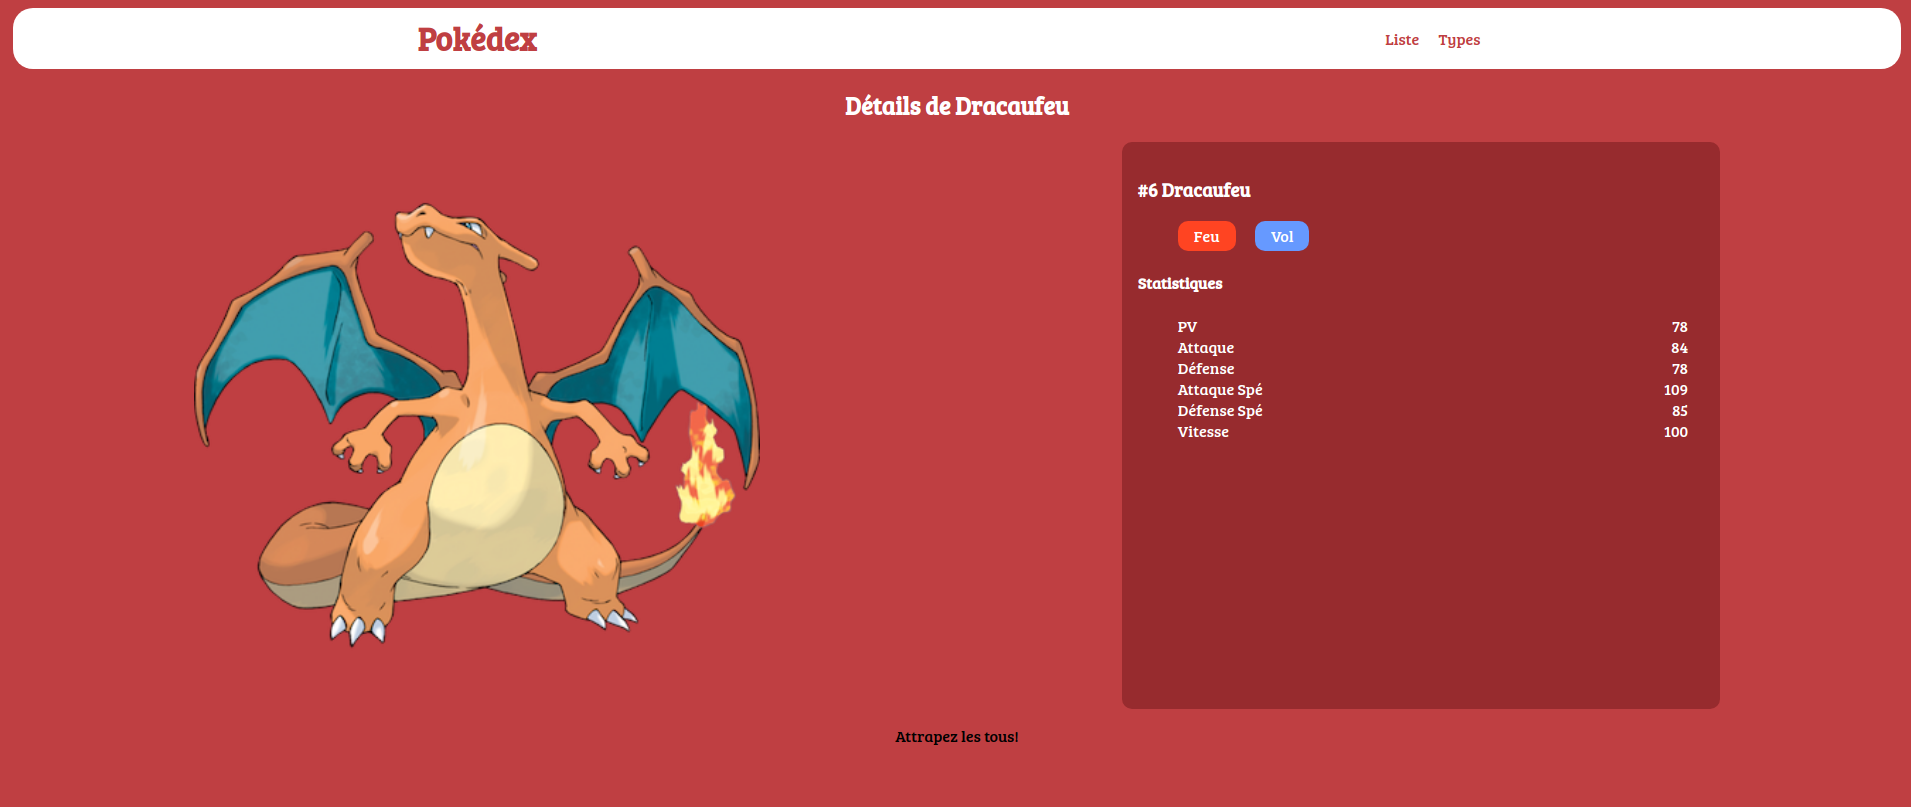 Pokédex
Liste Types
Détails de Dracaufeu
#6 Dracaufeu
Feu Vol
Statistiques
PV 78
Attaque 84
Défense 78
Attaque Spé 109
Défense Spé 85
Vitesse 100
Attrapez les tous!